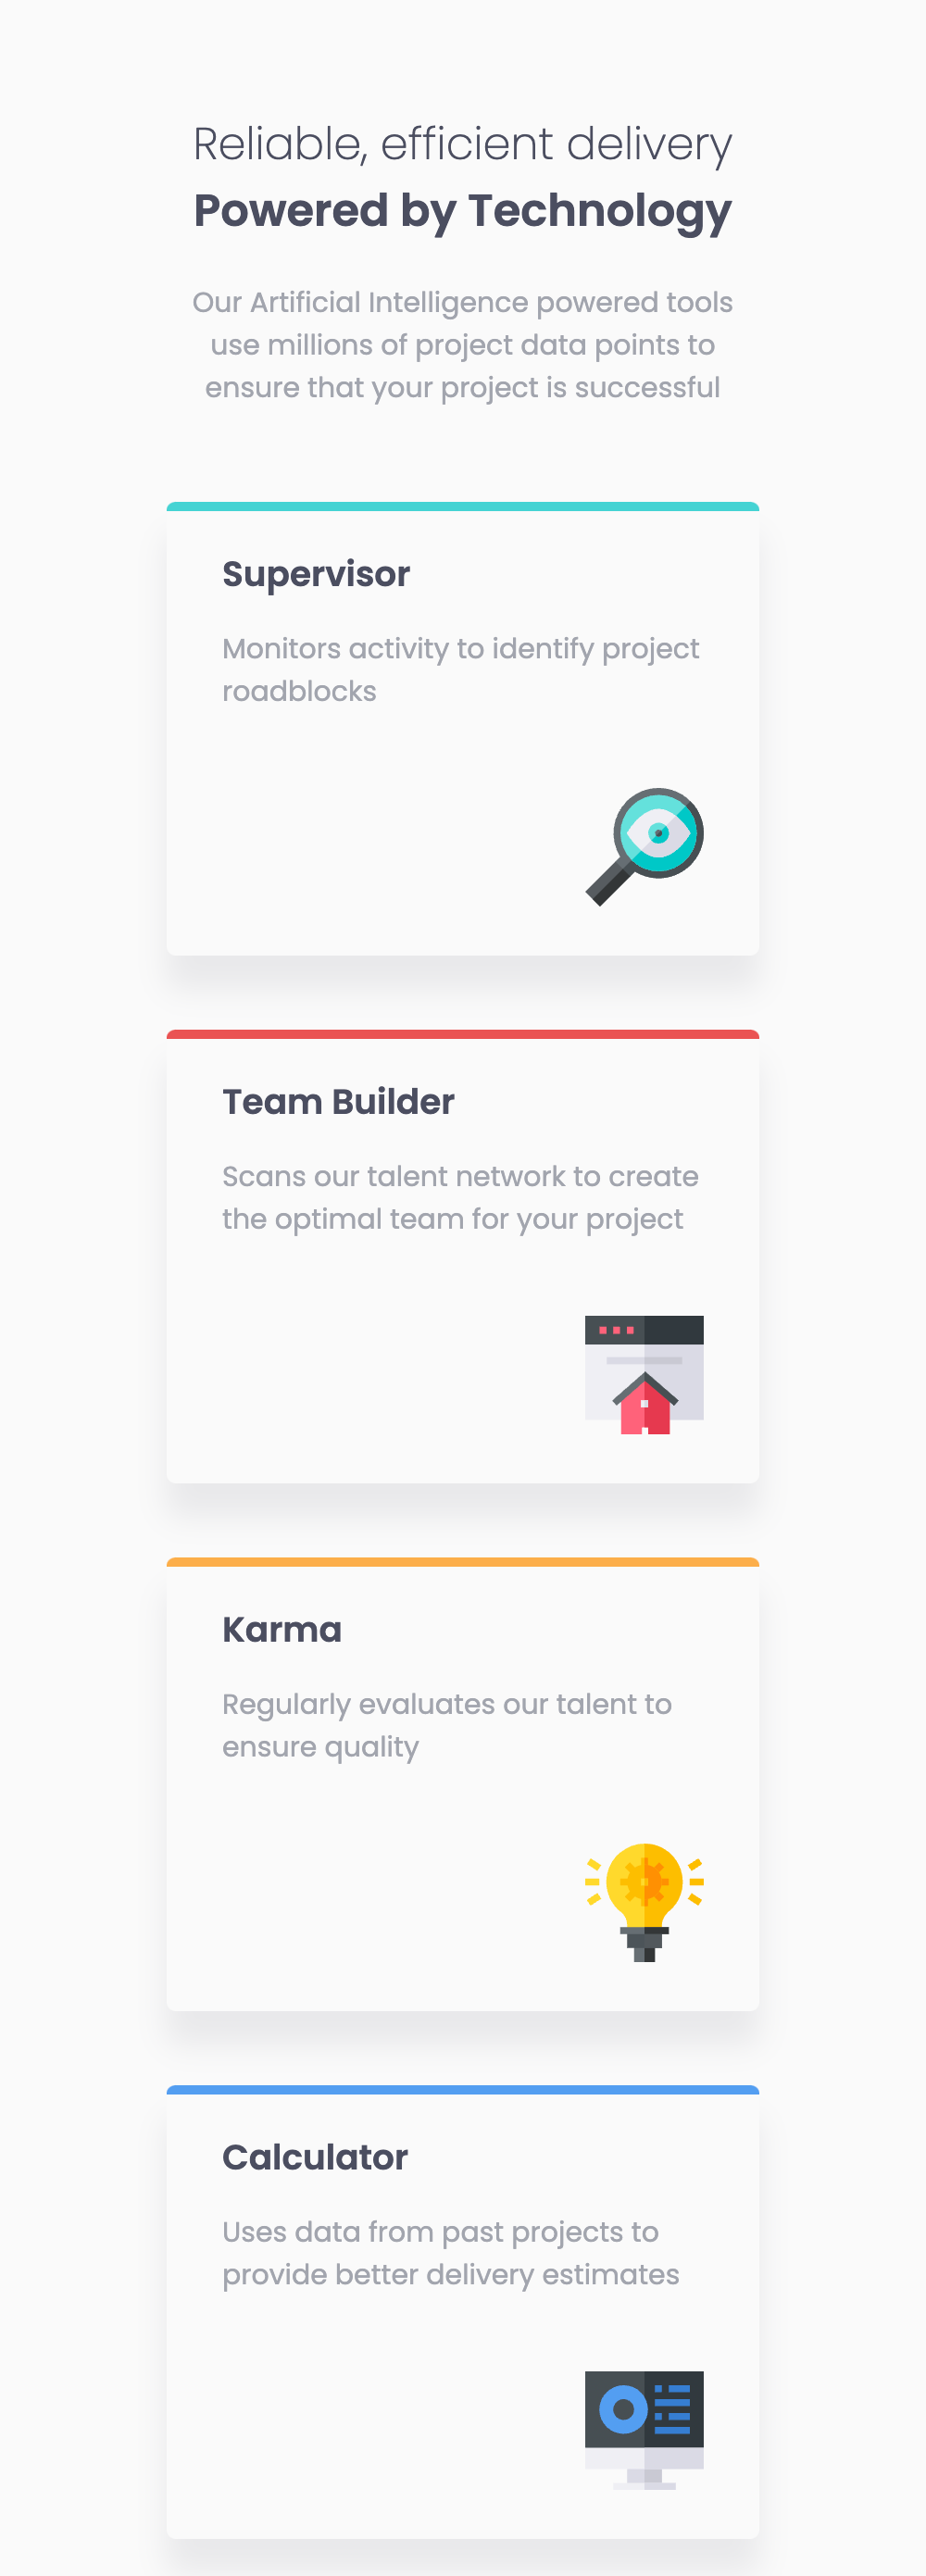 Reliable, efficient delivery
Powered by Technology
Our Artificial Intelligence powered tools
use millions of project data points to
ensure that your project is successful
Supervisor
Monitors activity to identify project
roadblocks
Team Builder
Scans our talent network to create
the optimal team for your project
Karma
Regularly evaluates our talent to
ensure quality
Calculator
Uses data from past projects to
provide better delivery estimates